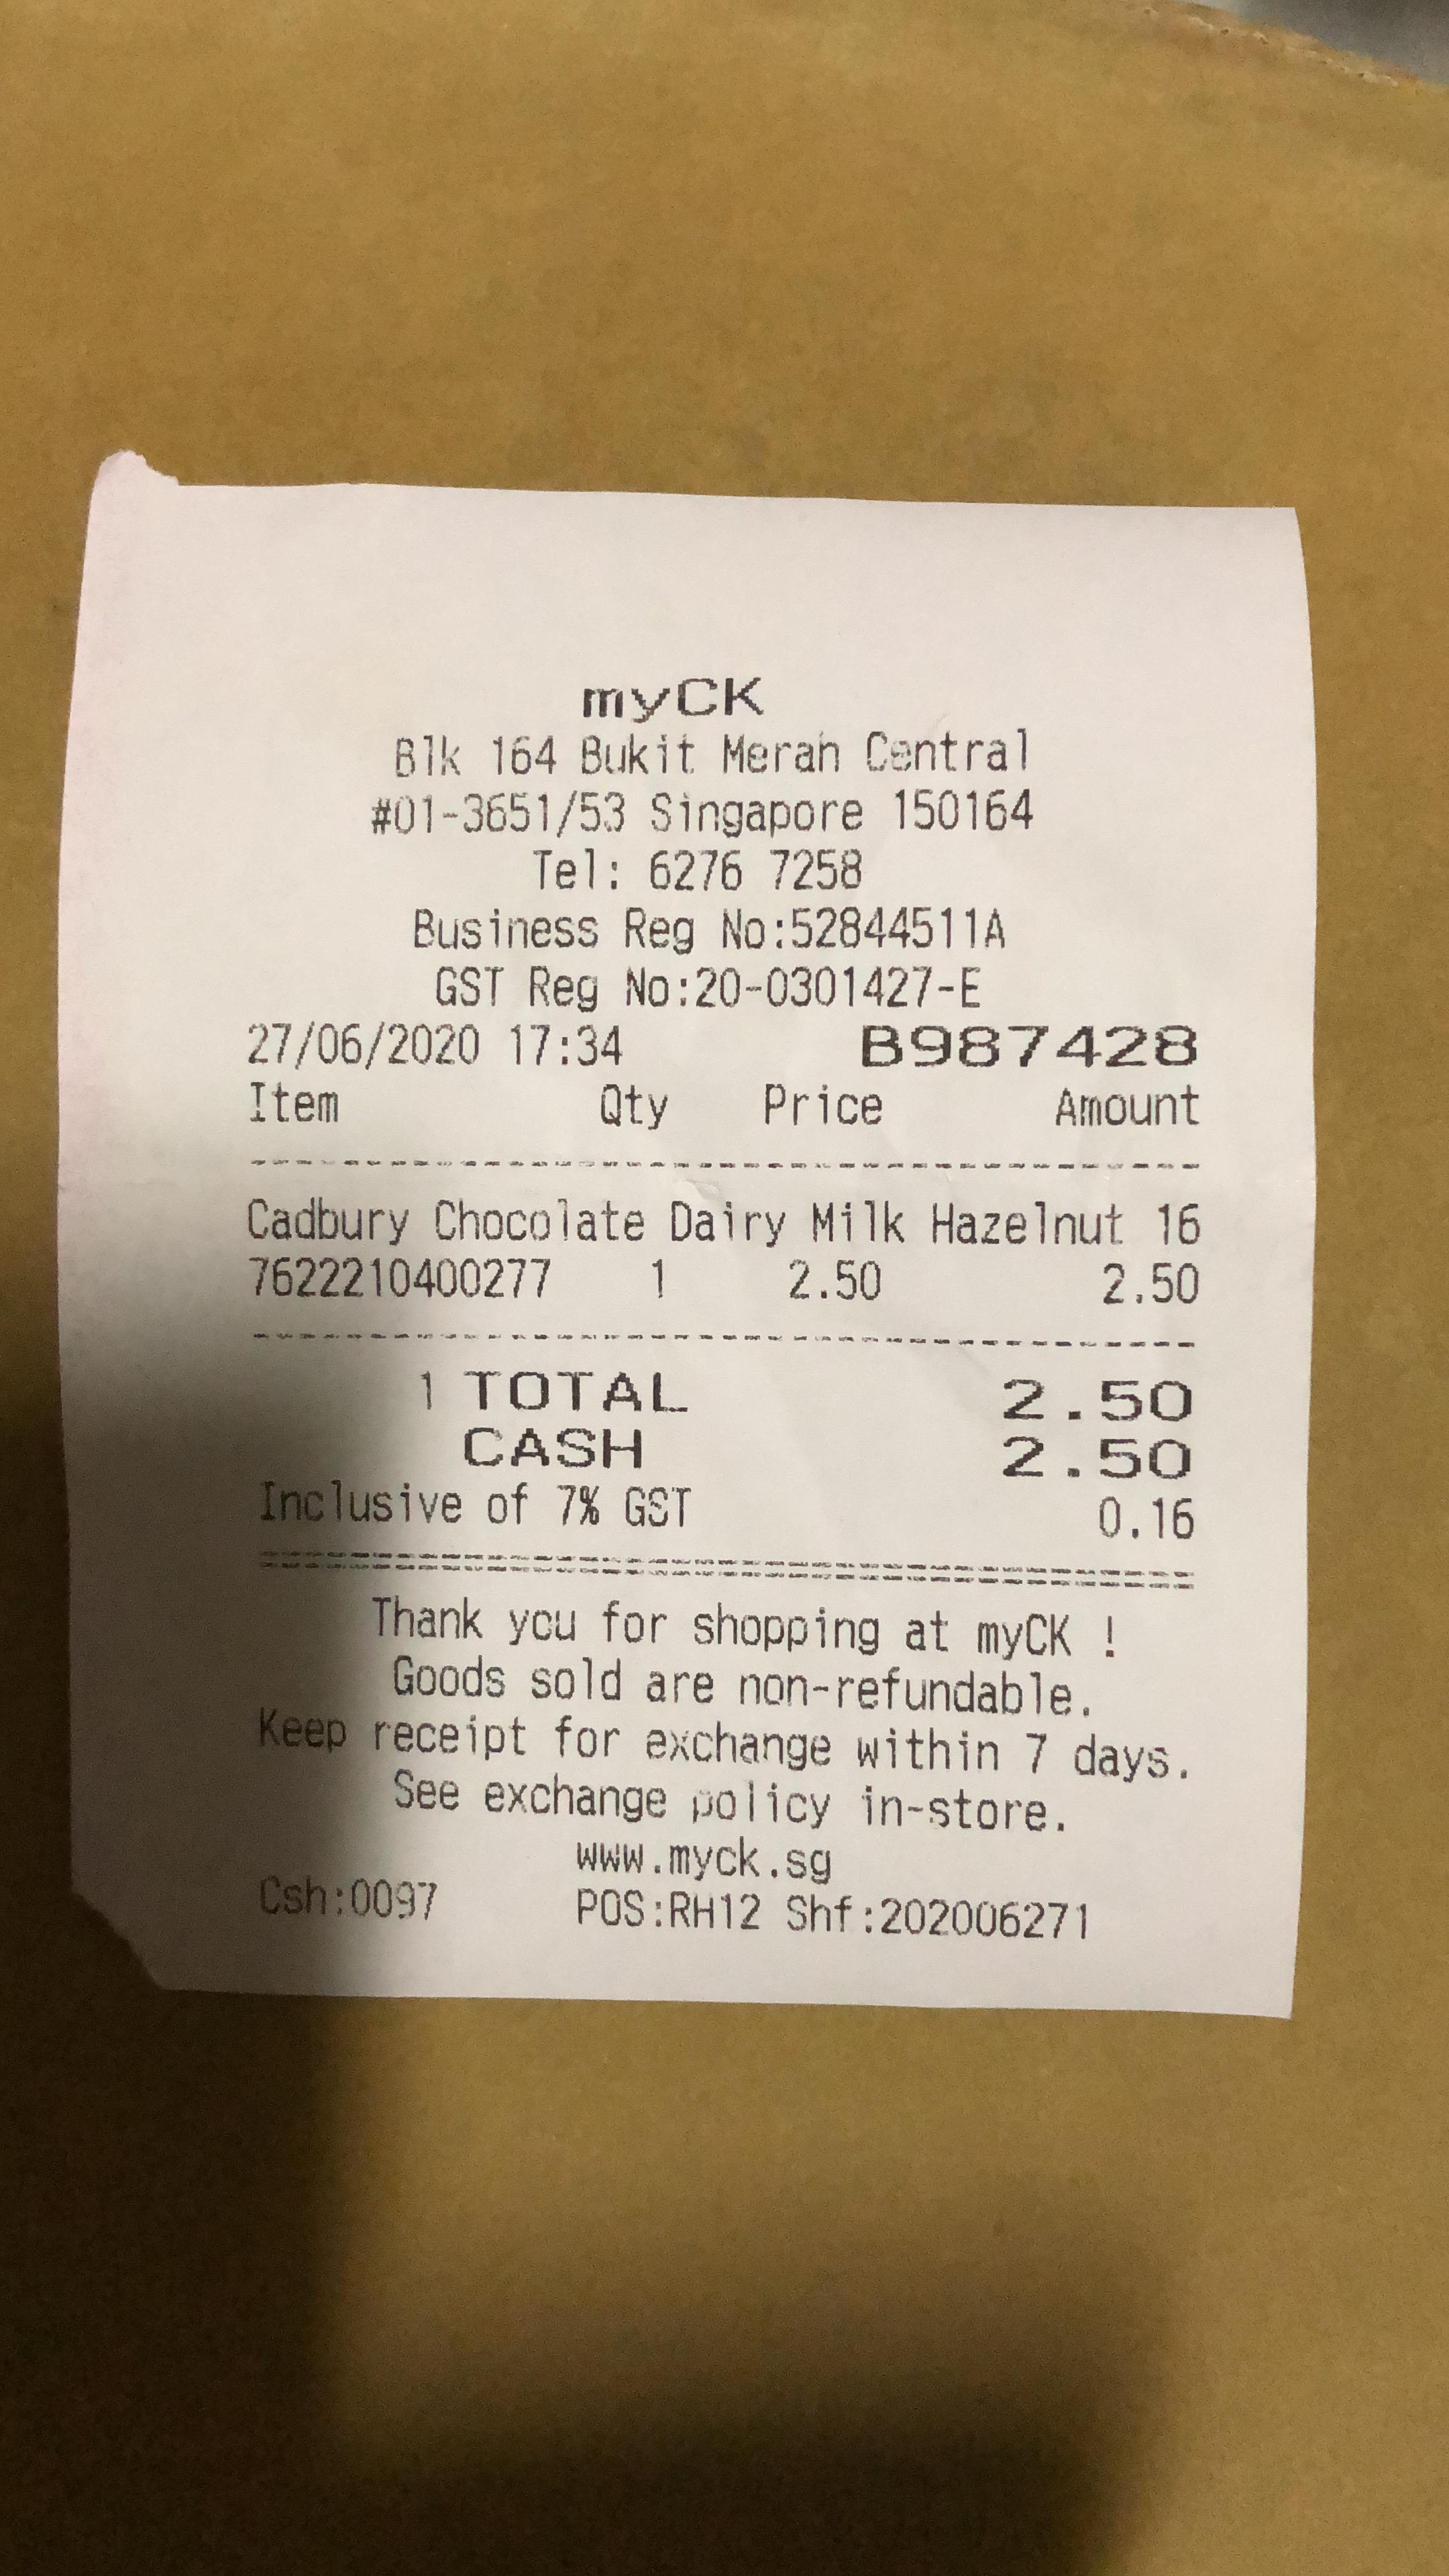 myCK
Blk 164 Bukit Merah Central
#01-3651/53 Singapore 150164
Tel: 6276 7258
Business Reg No:52844511A
GST Reg No:20-0301427-E
27/06/2020 17:34 B987428
Item Qty Price Amount
----------------------------------------
Cadbury Chocolate Dairy Milk Hazelnut 16
7622210400277 1 2.50 2.50
----------------------------------------
1 TOTAL 2.50
CASH 2.50
Inclusive of 7% GST 0.16
========================================
Thank you for shopping at myCK !
Goods sold are non-refundable.
Keep receipt for exchange within 7 days.
See exchange policy in-store.
www.myck.sg
Csh:0097 POS:RH12 Shf:202006271